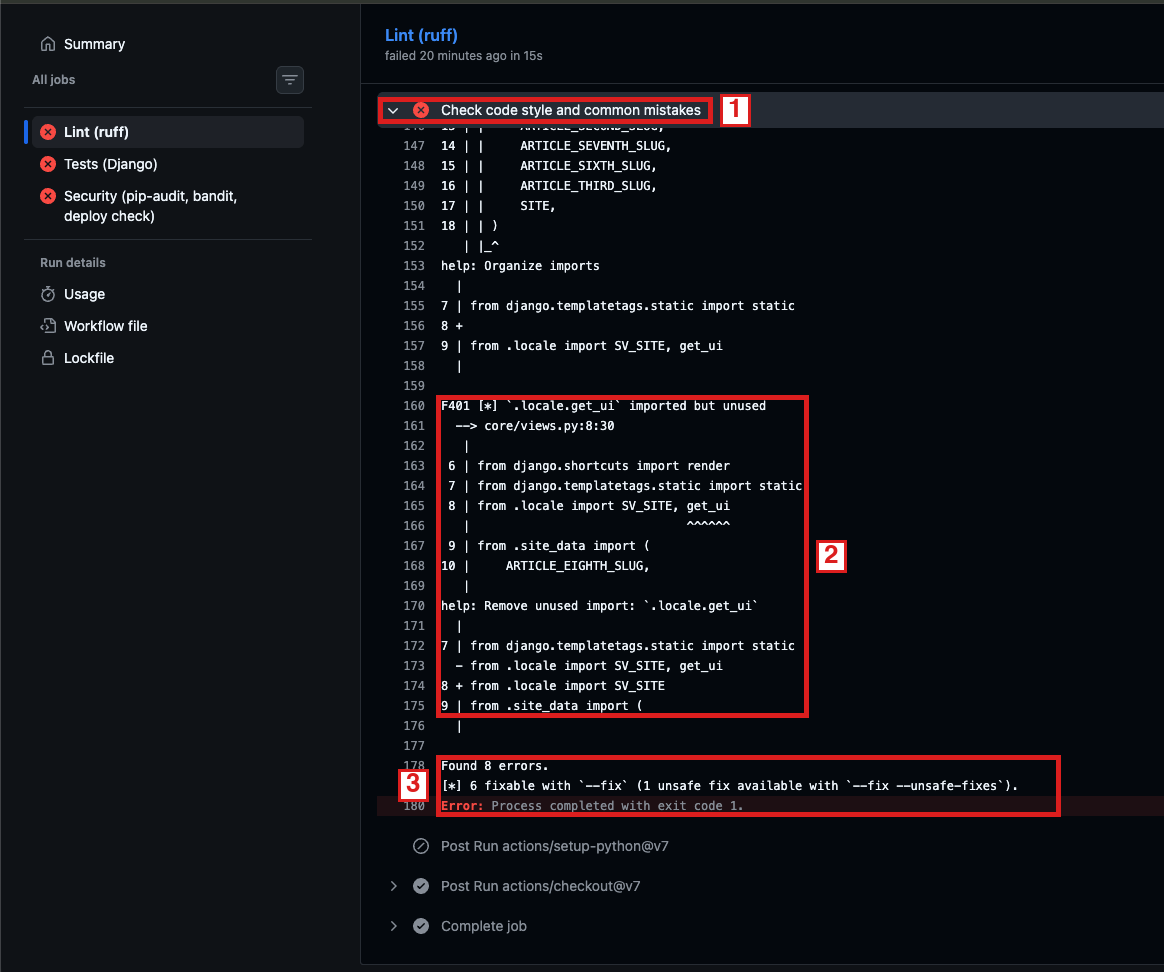 Summary
All jobs
Lint (ruff)
Tests (Django)
Security (pip-audit, bandit,
deploy check)
Run details
Usage
Workflow file
Lockfile
Lint (ruff)
failed 20 minutes ago in 15s
Check code style and common mistakes
1
146 13 | |     ARTICLE_SECOND_SLUG,
147 14 | |     ARTICLE_SEVENTH_SLUG,
148 15 | |     ARTICLE_SIXTH_SLUG,
149 16 | |     ARTICLE_THIRD_SLUG,
150 17 | |     SITE,
151 18 | | )
152    | |_^
153 help: Organize imports
154   |
155 7 | from django.templatetags.static import static
156 8 +
157 9 | from .locale import SV_SITE, get_ui
158   |
159
160 F401 [*] `.locale.get_ui` imported but unused
161   --> core/views.py:8:30
162    |
163  6 | from django.shortcuts import render
164  7 | from django.templatetags.static import static
165  8 | from .locale import SV_SITE, get_ui
166    |                              ^^^^^^
167  9 | from .site_data import (
2
168 10 |     ARTICLE_EIGHTH_SLUG,
169    |
170 help: Remove unused import: `.locale.get_ui`
171   |
172 7 | from django.templatetags.static import static
173   - from .locale import SV_SITE, get_ui
174 8 + from .locale import SV_SITE
175 9 | from .site_data import (
176   |
177
178 Found 8 errors.
3
[*] 6 fixable with `--fix` (1 unsafe fix available with `--fix --unsafe-fixes`).
180 Error: Process completed with exit code 1.
Post Run actions/setup-python@v7
Post Run actions/checkout@v7
Complete job